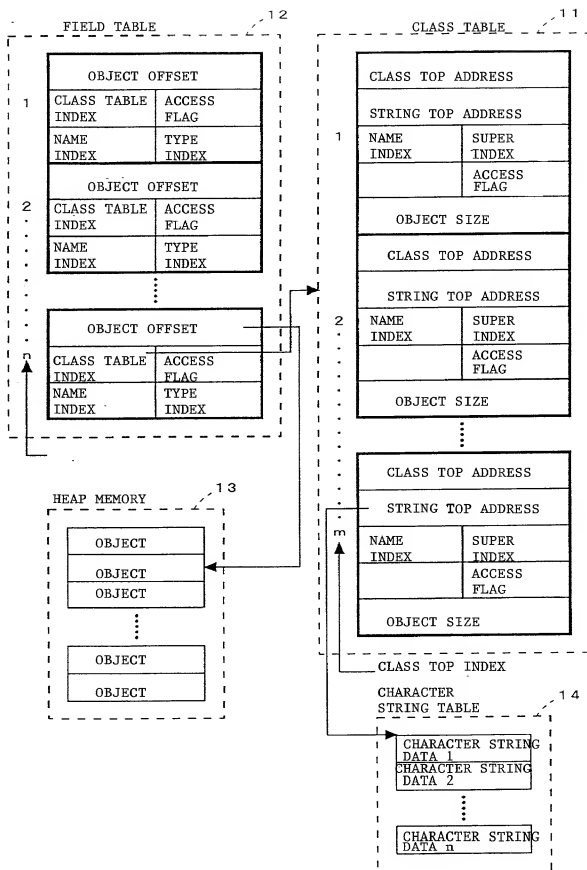 FIELD TABLE
12
1
OBJECT OFFSET
CLASS TABLE INDEX
ACCESS FLAG
NAME INDEX
TYPE INDEX
2
OBJECT OFFSET
CLASS TABLE INDEX
ACCESS FLAG
NAME INDEX
TYPE INDEX
n
OBJECT OFFSET
CLASS TABLE INDEX
ACCESS FLAG
NAME INDEX
TYPE INDEX
CLASS TABLE
11
1
CLASS TOP ADDRESS
STRING TOP ADDRESS
NAME INDEX
SUPER INDEX
ACCESS FLAG
OBJECT SIZE
2
CLASS TOP ADDRESS
STRING TOP ADDRESS
NAME INDEX
SUPER INDEX
ACCESS FLAG
OBJECT SIZE
m
CLASS TOP ADDRESS
STRING TOP ADDRESS
NAME INDEX
SUPER INDEX
ACCESS FLAG
OBJECT SIZE
CLASS TOP INDEX
HEAP MEMORY
13
OBJECT
OBJECT
OBJECT
OBJECT
OBJECT
CHARACTER
STRING TABLE
14
CHARACTER STRING
DATA 1
CHARACTER STRING
DATA 2
CHARACTER STRING
DATA n